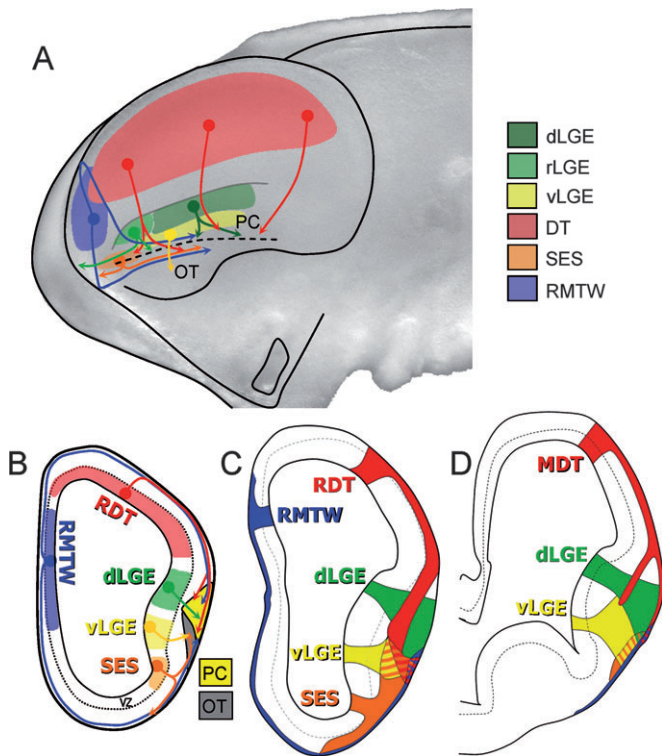 A
PC
OT
dLGE
rLGE
vLGE
DT
SES
RMTW
B
RDT
RMTW
dLGE
vLGE
SES
VZ
PC
OT
C
RDT
RMTW
dLGE
vLGE
SES
D
MDT
dLGE
vLGE